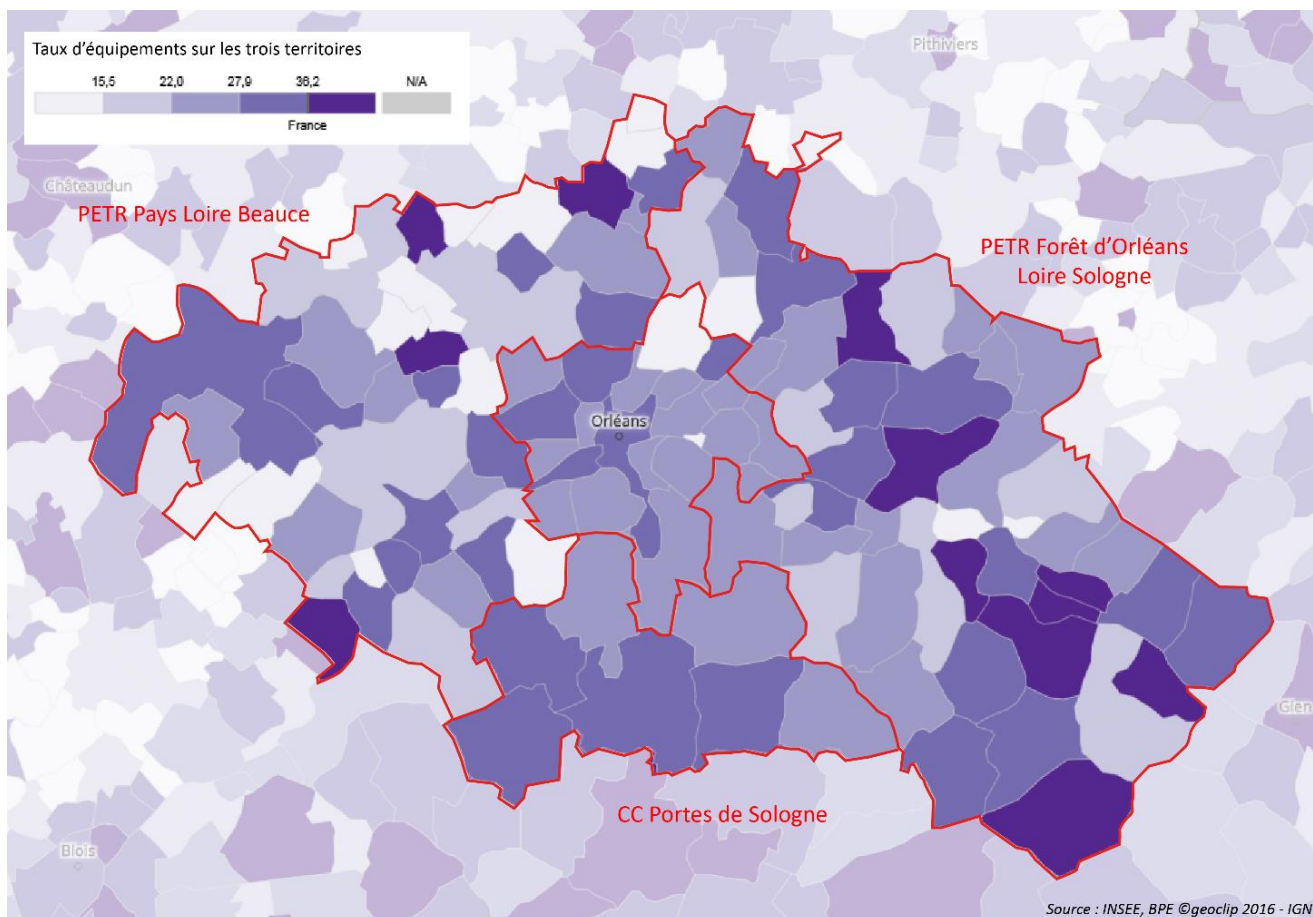 Taux d'équipements sur les trois territoires
15,5 22,0 27,9 36,2 N/A
France
Pithiviers
Châteaudun
PETR Pays Loire Beauce
PETR Forêt d'Orléans
Loire Sologne
Orléans
Gien
CC Portes de Sologne
Blois
Source : INSEE, BPE ©geoclip 2016 - IGN